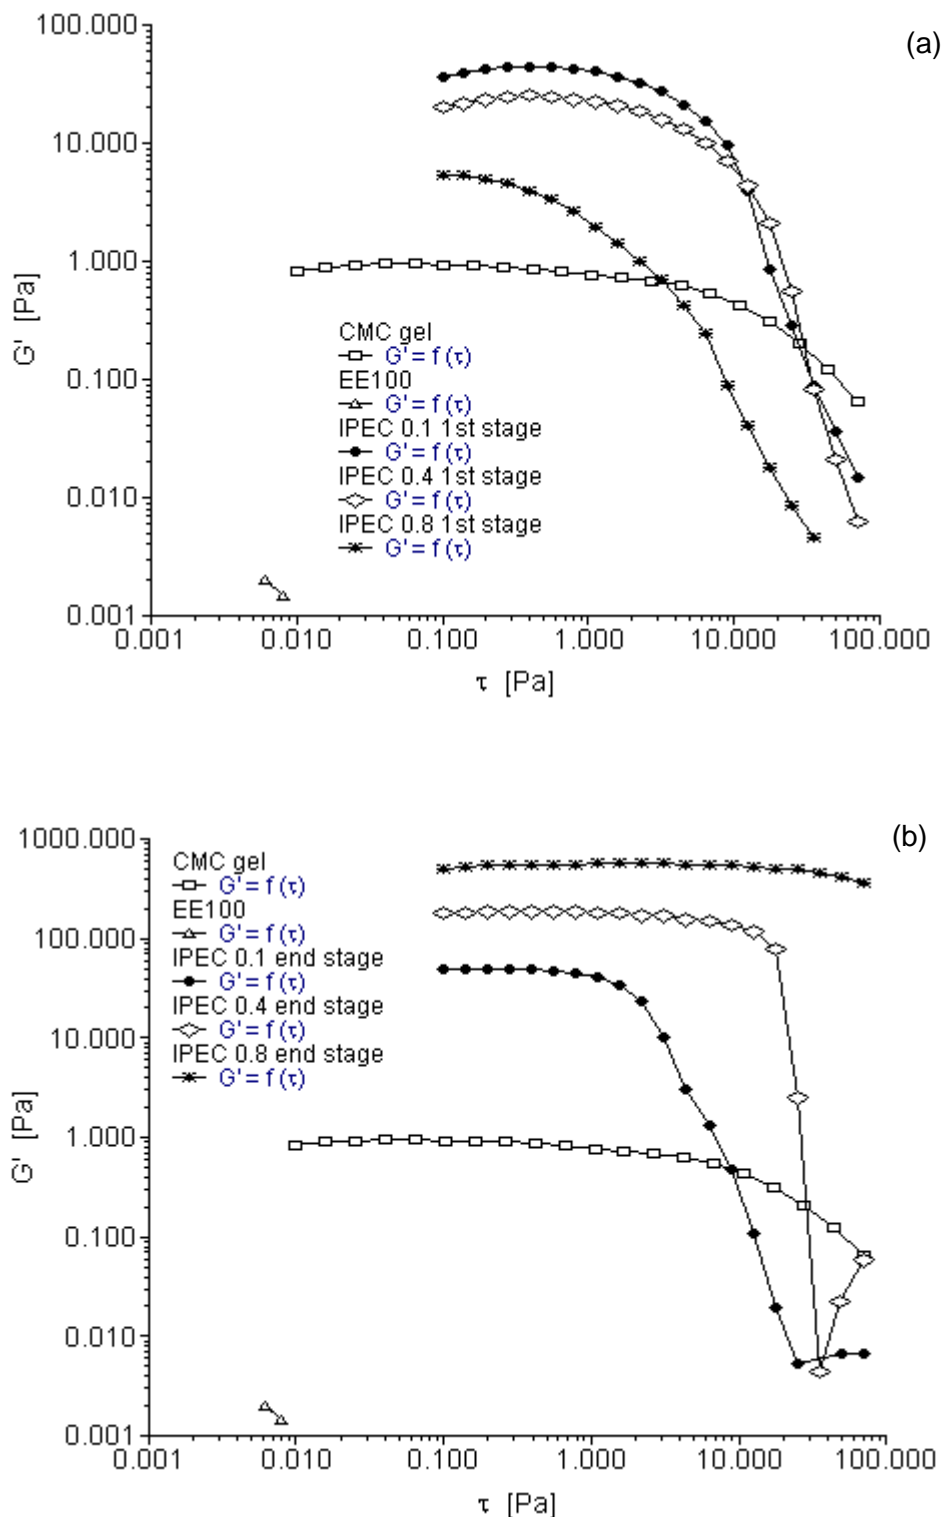 (a)
100.000
10.000
1.000
0.100
0.010
0.001
G' [Pa]
CMC gel
G' = f (τ)
EE100
G' = f (τ)
IPEC 0.1 1st stage
G' = f (τ)
IPEC 0.4 1st stage
G' = f (τ)
IPEC 0.8 1st stage
G' = f (τ)
0.001 0.010 0.100 1.000 10.000 100.000
τ [Pa]
(b)
1000.000
100.000
10.000
1.000
0.100
0.010
0.001
G' [Pa]
CMC gel
G' = f (τ)
EE100
G' = f (τ)
IPEC 0.1 end stage
G' = f (τ)
IPEC 0.4 end stage
G' = f (τ)
IPEC 0.8 end stage
G' = f (τ)
0.001 0.010 0.100 1.000 10.000 100.000
τ [Pa]